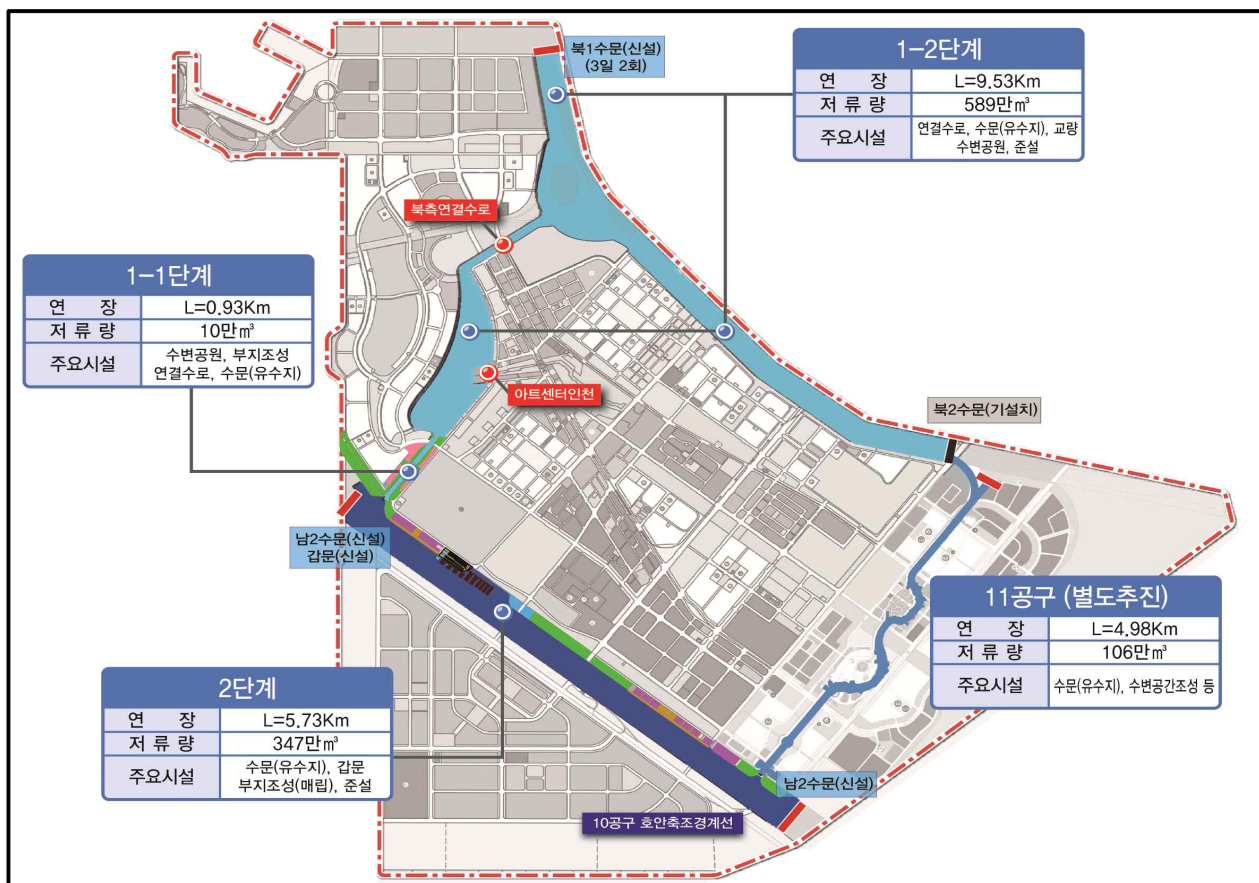 북1수문(신설)
(3일 2회)
1-2단계
연 장 L=9.53Km
저 류 량 589만㎥
주요시설 연결수로, 수문(유수지), 교량
수변공원, 준설
북측연결수로
1-1단계
연 장 L=0.93Km
저 류 량 10만㎥
주요시설 수변공원, 부지조성
연결수로, 수문(유수지)
아트센터인천
북2수문(기설치)
남2수문(신설)
갑문(신설)
11공구 (별도추진)
연 장 L=4.98Km
저 류 량 106만㎥
주요시설 수문(유수지), 수변공간조성 등
2단계
연 장 L=5.73Km
저 류 량 347만㎥
주요시설 수문(유수지), 갑문
부지조성(매립), 준설
남2수문(신설)
10공구 호안축조경계선